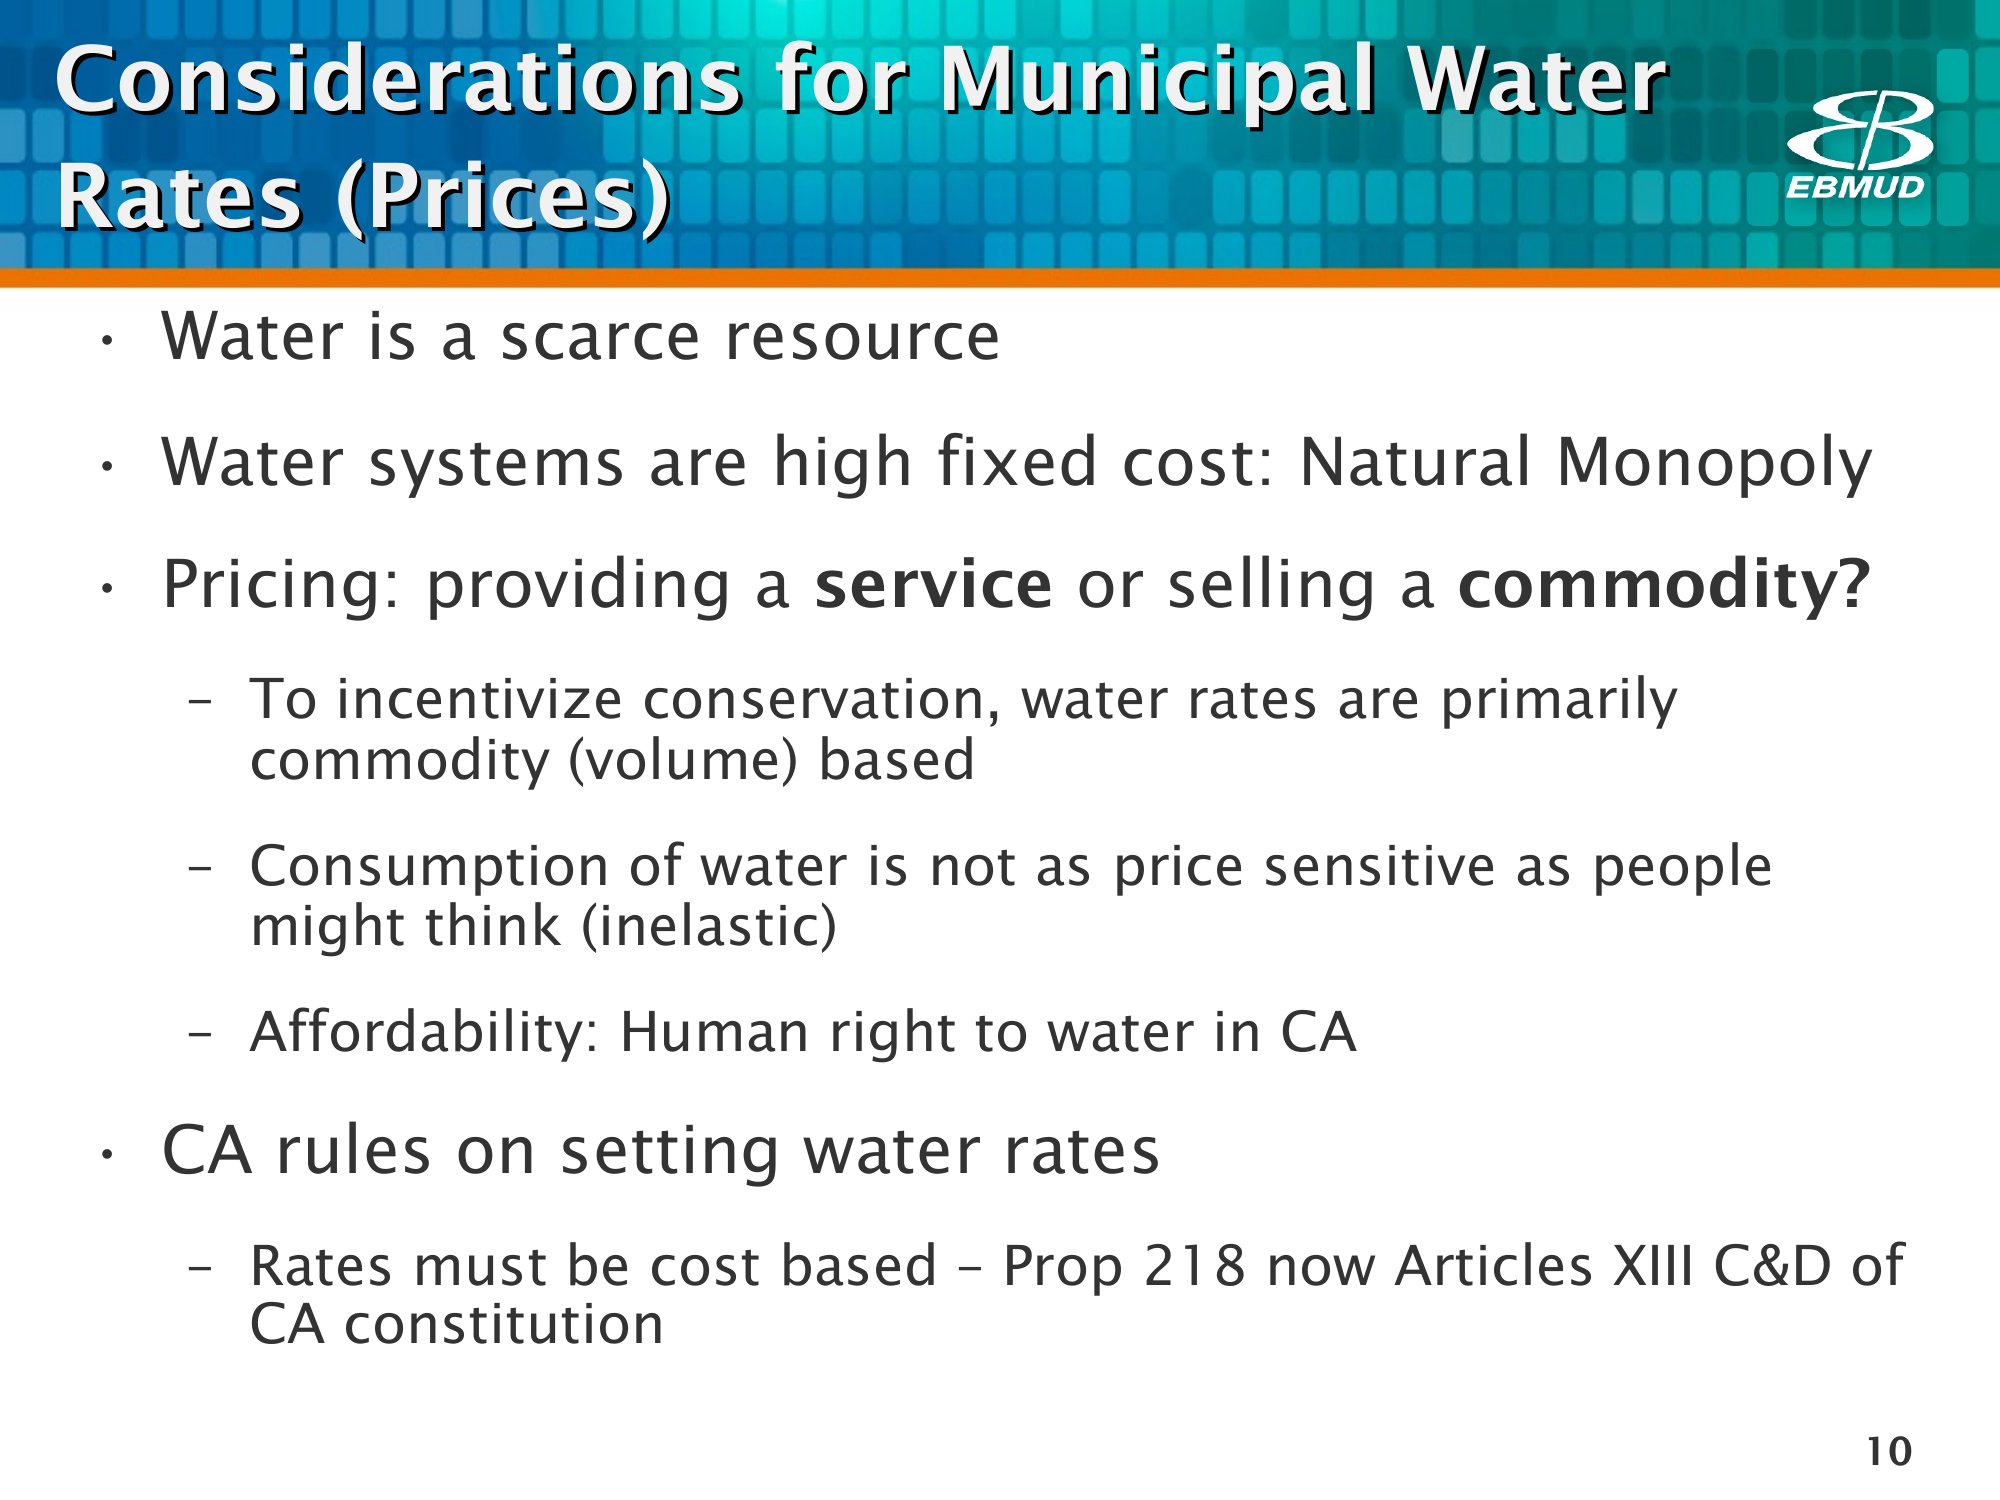 Considerations for Municipal Water
Rates (Prices)
EBMUD
• Water is a scarce resource
• Water systems are high fixed cost: Natural Monopoly
• Pricing: providing a service or selling a commodity?
– To incentivize conservation, water rates are primarily
commodity (volume) based
– Consumption of water is not as price sensitive as people
might think (inelastic)
– Affordability: Human right to water in CA
• CA rules on setting water rates
– Rates must be cost based – Prop 218 now Articles XIII C&D of
CA constitution
10